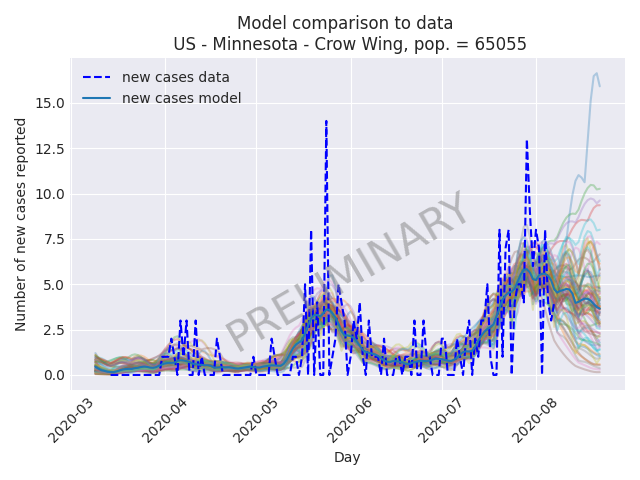 Model comparison to data
US - Minnesota - Crow Wing, pop. = 65055
new cases data
new cases model
PRELIMINARY
Number of new cases reported
15.0
12.5
10.0
7.5
5.0
2.5
0.0
2020-03
2020-04
2020-05
2020-06
2020-07
2020-08
Day